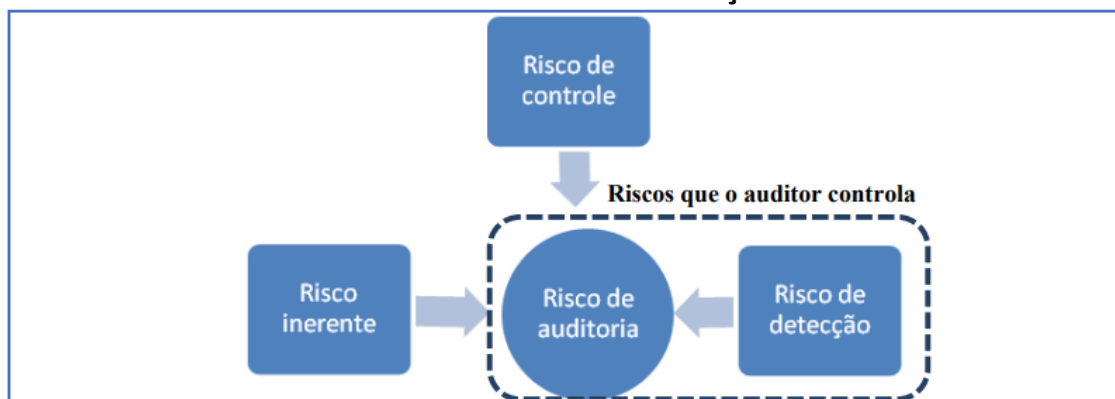 Risco de
controle
Riscos que o auditor controla
Risco
inerente
Risco de
auditoria
Risco de
detecção